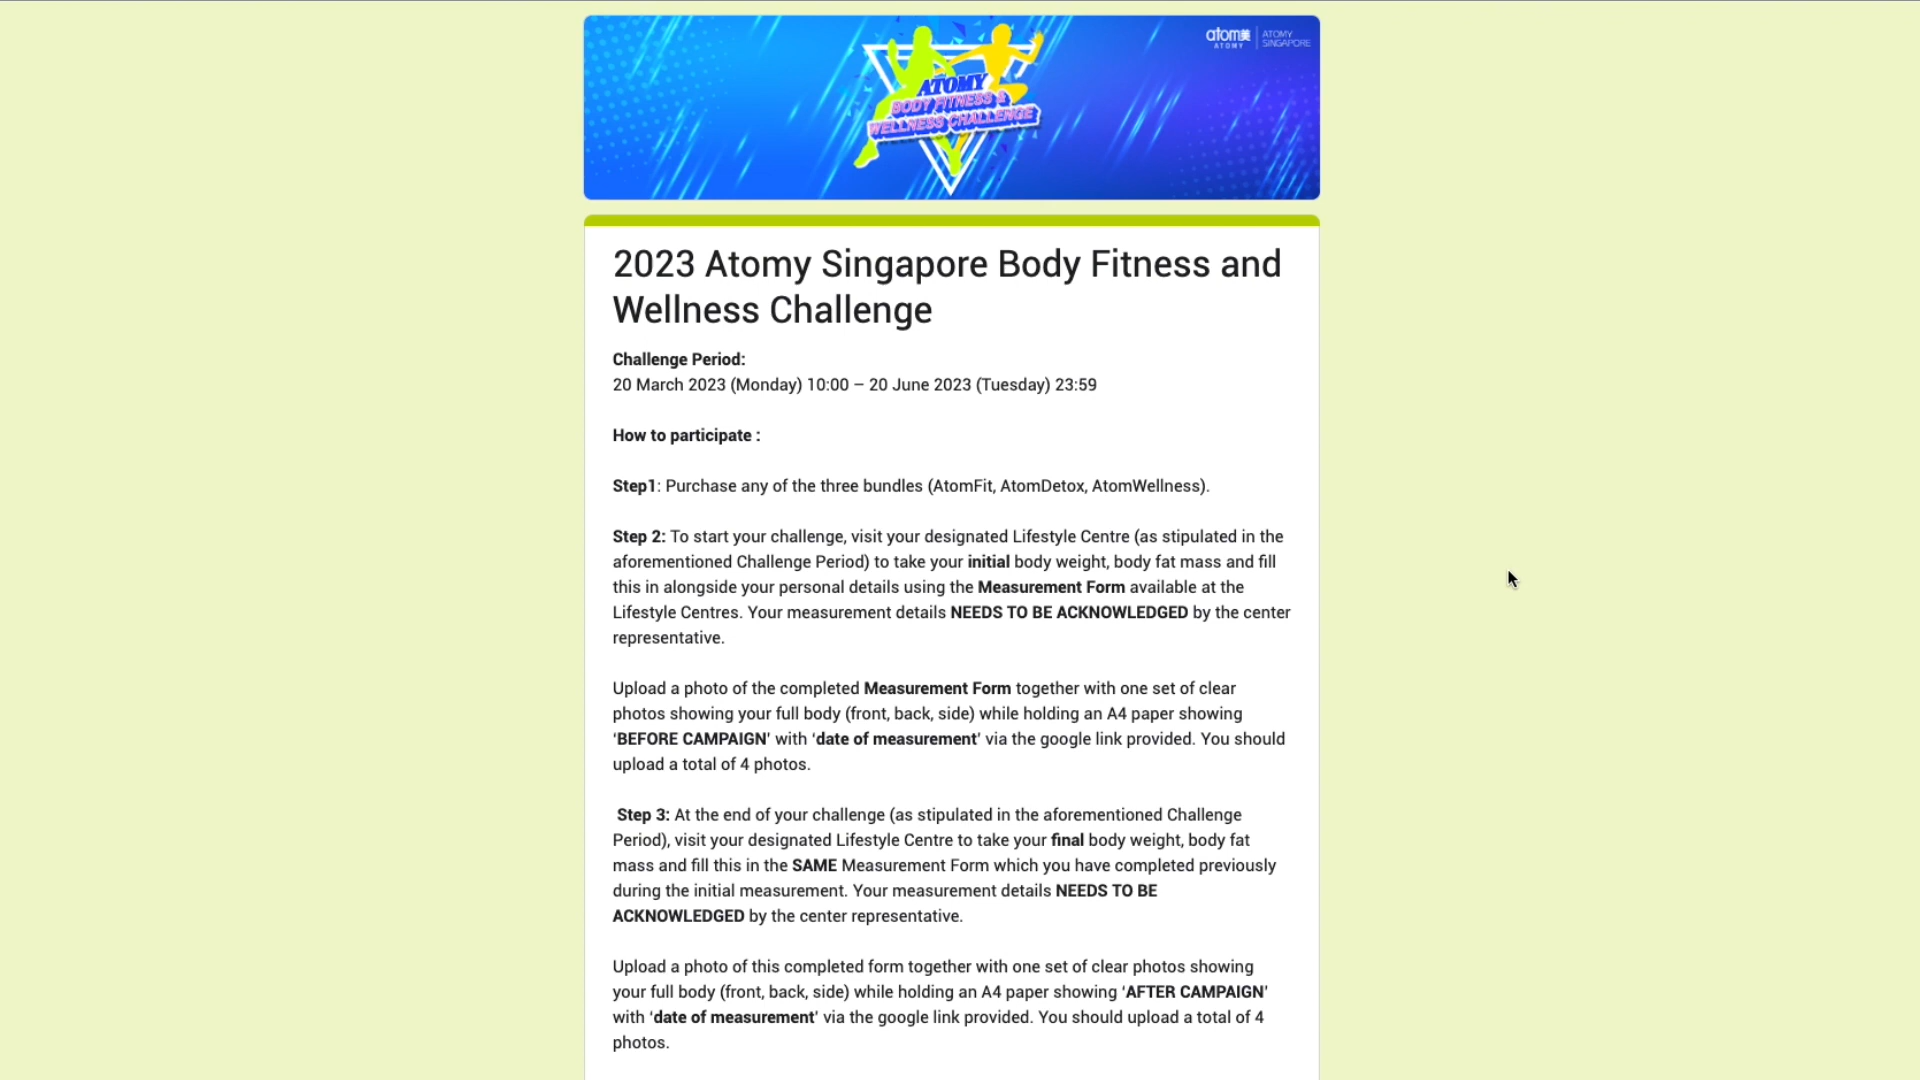 atom美
ATOMY
ATOMY
SINGAPORE
ATOMY
BODY FITNESS &
WELLNESS CHALLENGE
2023 Atomy Singapore Body Fitness and
Wellness Challenge
Challenge Period:
20 March 2023 (Monday) 10:00 – 20 June 2023 (Tuesday) 23:59
How to participate :
Step1: Purchase any of the three bundles (AtomFit, AtomDetox, AtomWellness).
Step 2: To start your challenge, visit your designated Lifestyle Centre (as stipulated in the
aforementioned Challenge Period) to take your initial body weight, body fat mass and fill
this in alongside your personal details using the Measurement Form available at the
Lifestyle Centres. Your measurement details NEEDS TO BE ACKNOWLEDGED by the center
representative.
Upload a photo of the completed Measurement Form together with one set of clear
photos showing your full body (front, back, side) while holding an A4 paper showing
‘BEFORE CAMPAIGN’ with ‘date of measurement’ via the google link provided. You should
upload a total of 4 photos.
Step 3: At the end of your challenge (as stipulated in the aforementioned Challenge
Period), visit your designated Lifestyle Centre to take your final body weight, body fat
mass and fill this in the SAME Measurement Form which you have completed previously
during the initial measurement. Your measurement details NEEDS TO BE
ACKNOWLEDGED by the center representative.
Upload a photo of this completed form together with one set of clear photos showing
your full body (front, back, side) while holding an A4 paper showing ‘AFTER CAMPAIGN’
with ‘date of measurement’ via the google link provided. You should upload a total of 4
photos.